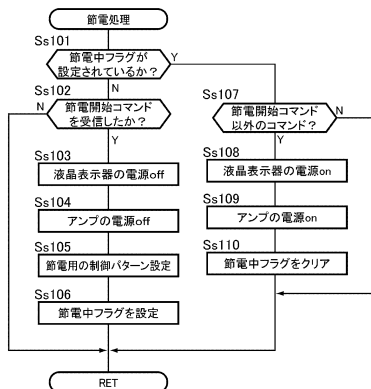 節電処理
Ss101
節電中フラグが
設定されているか?
Y
N
Ss102
N
節電開始コマンド
を受信したか?
Y
Ss103
液晶表示器の電源off
Ss104
アンプの電源off
Ss105
節電用の制御パターン設定
Ss106
節電中フラグを設定
Ss107
節電開始コマンド
以外のコマンド?
N
Y
Ss108
液晶表示器の電源on
Ss109
アンプの電源on
Ss110
節電中フラグをクリア
RET